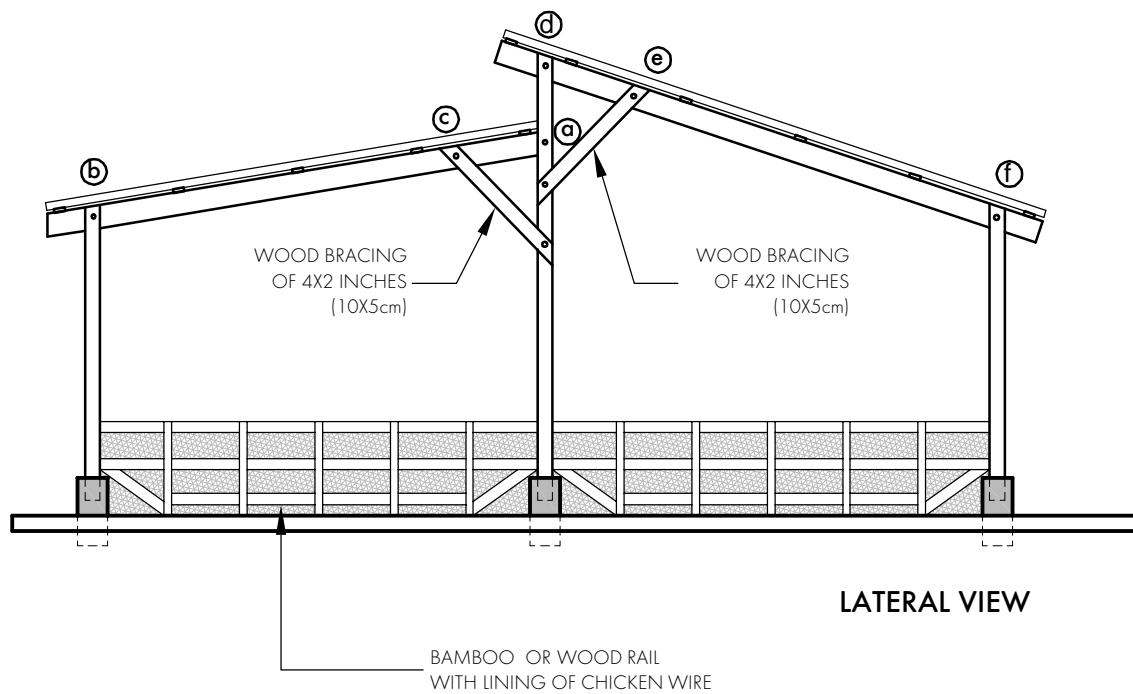 d
e
c
a
b
f
WOOD BRACING
OF 4X2 INCHES
(10X5cm)
WOOD BRACING
OF 4X2 INCHES
(10X5cm)
LATERAL VIEW
BAMBOO OR WOOD RAIL
WITH LINING OF CHICKEN WIRE